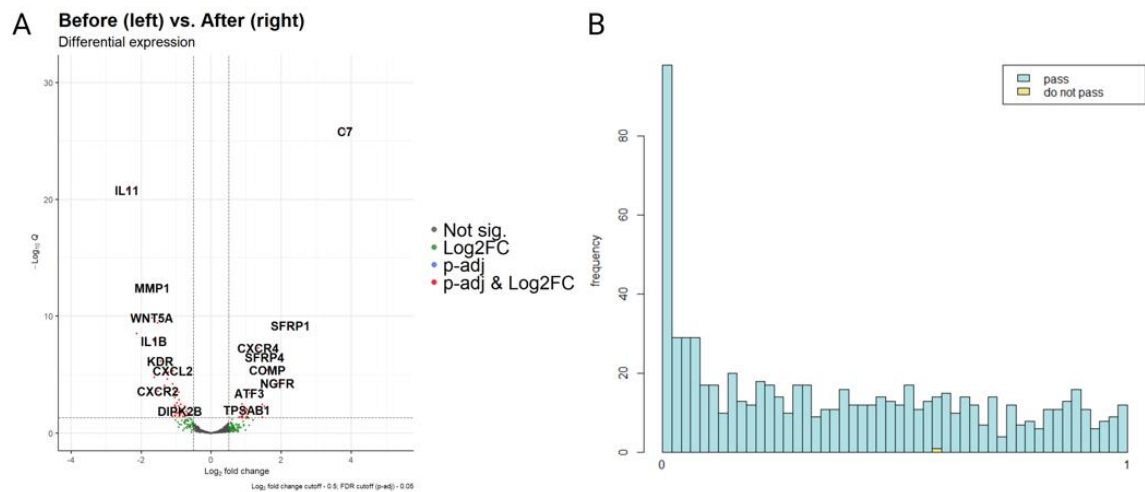 A
Before (left) vs. After (right)
Differential expression
30
20
10
0
-4
-2
0
2
4
- Log₁₀ Q
Log₂ fold change
Log₂ fold change cutoff - 0.5; FDR cutoff (p-adj) - 0.05
C7
IL11
MMP1
WNT5A
SFRP1
IL1B
CXCR4
KDR
SFRP4
CXCL2
COMP
NGFR
CXCR2
ATF3
DIPK2B
TPSAB1
Not sig.
Log2FC
p-adj
p-adj & Log2FC
B
pass
do not pass
frequency
80
60
40
20
0
0
1